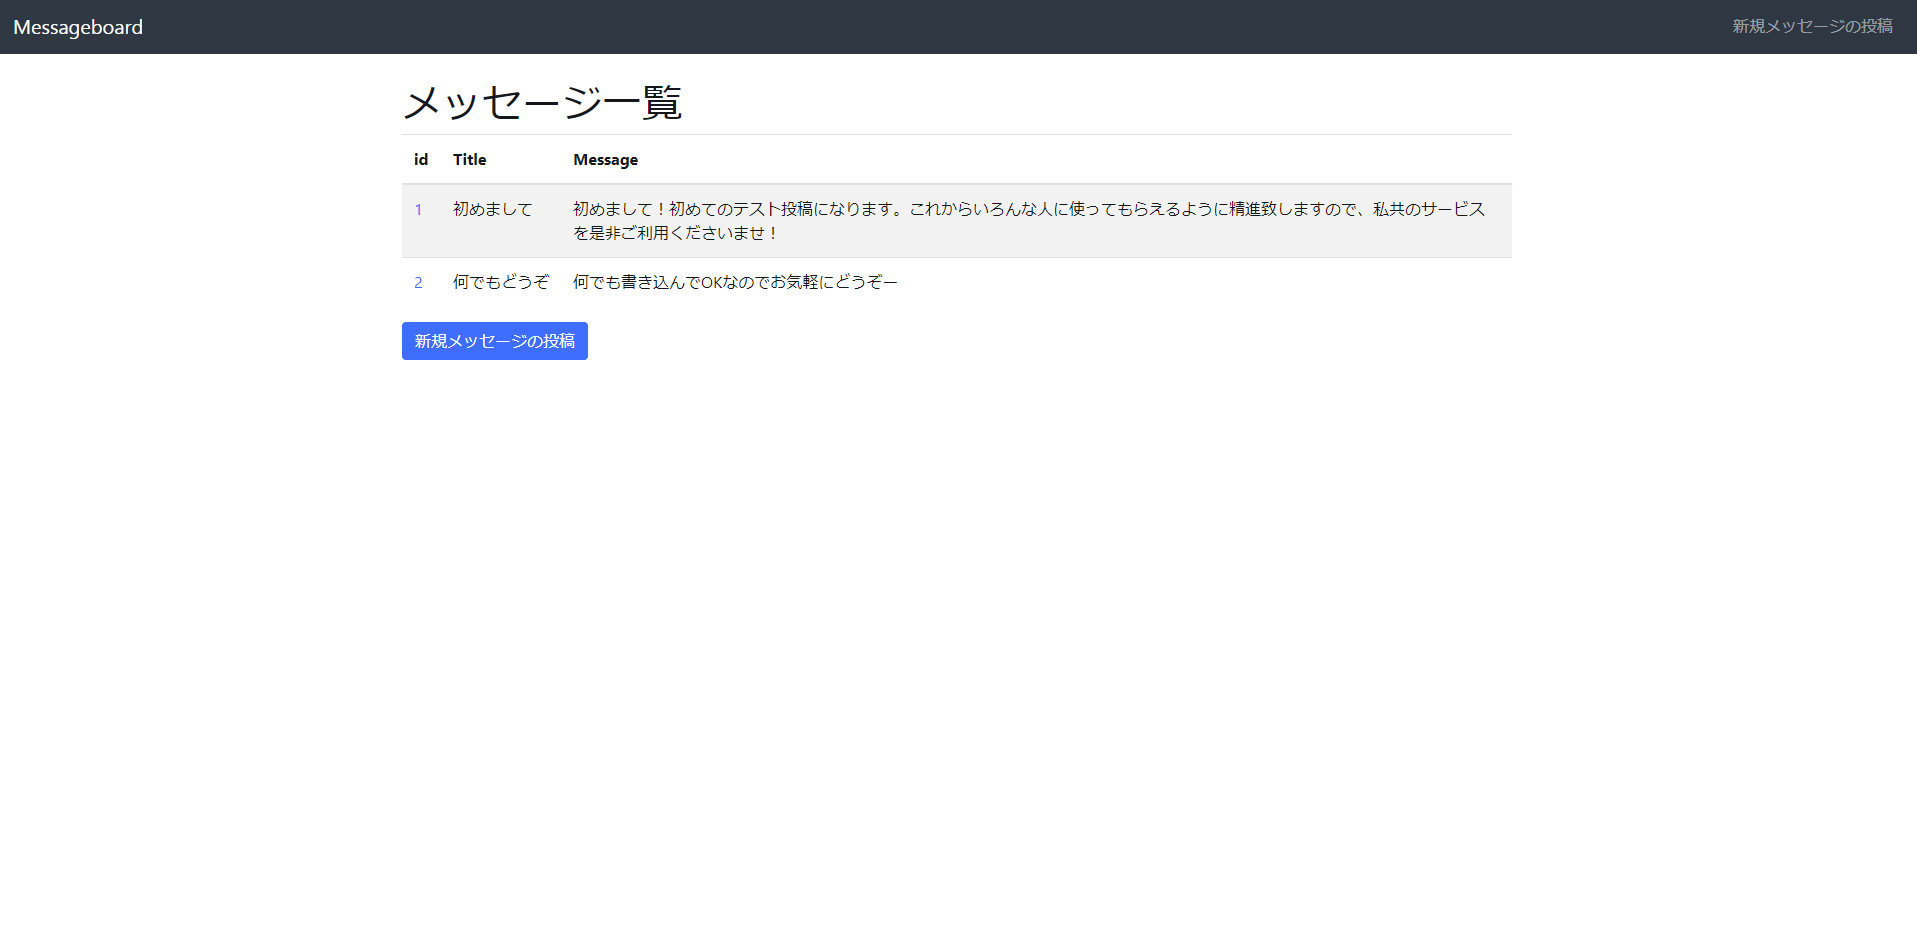 Messageboard
新規メッセージの投稿
メッセージ一覧
id Title Message
1 初めまして 初めまして！初めてのテスト投稿になります。これからいろんな人に使ってもらえるように精進致しますので、私共のサービス
を是非ご利用くださいませ！
2 何でもどうぞ 何でも書き込んでOKなのでお気軽にどうぞー
新規メッセージの投稿